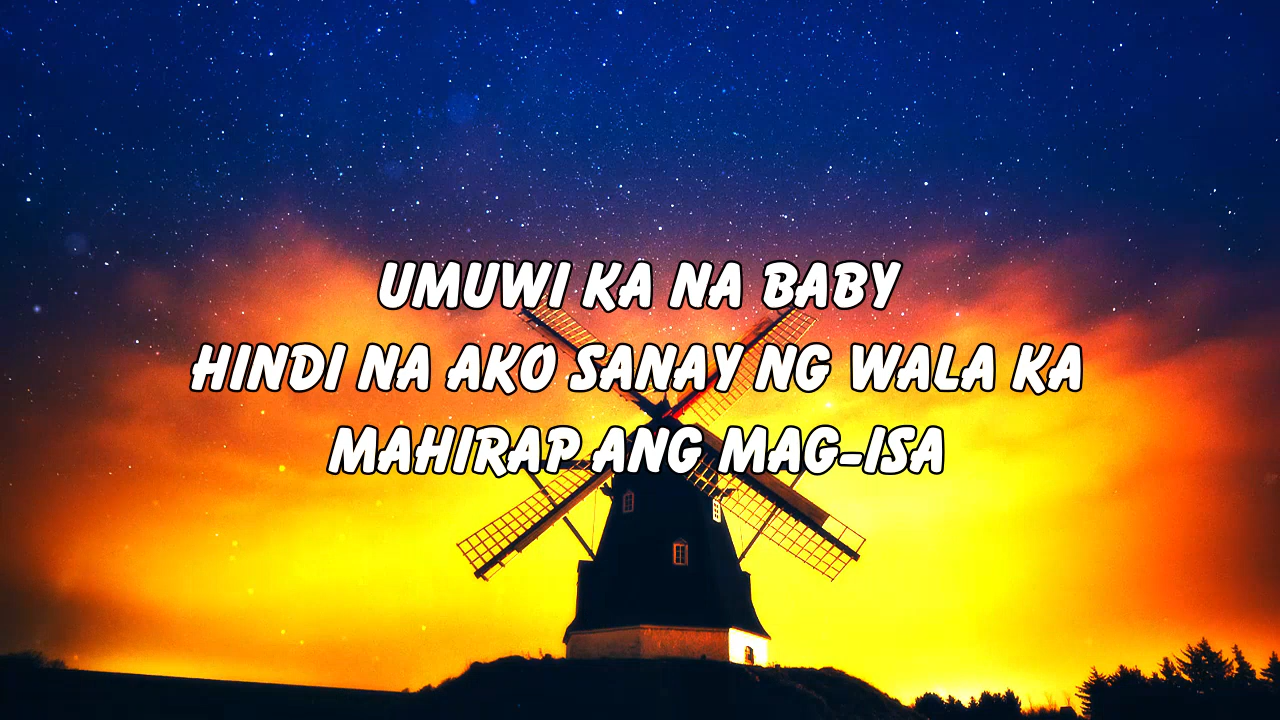 UMUWI KA NA BABY
HINDI NA AKO SANAY NG WALA KA
MAHIRAP ANG MAG-ISA